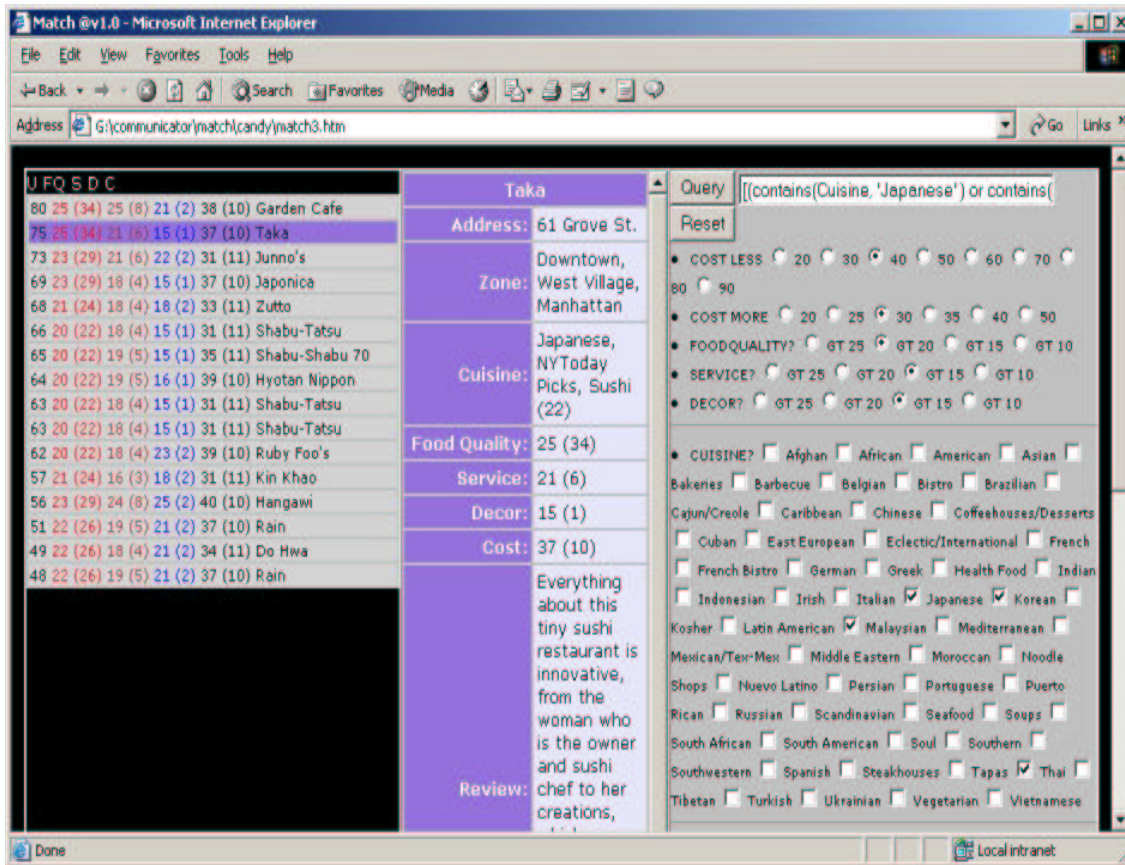 Match @v1.0 - Microsoft Internet Explorer
File Edit View Favorites Tools Help
Back Search Favorites Media
Address G:\communicator\match\candy\match3.htm Go Links »
U FQ S D C
80 25 (34) 25 (8) 21 (2) 38 (10) Garden Cafe
75 25 (34) 21 (6) 15 (1) 37 (10) Taka
73 23 (29) 21 (6) 22 (2) 31 (11) Junno's
69 23 (29) 18 (4) 15 (1) 37 (10) Japonica
68 21 (24) 18 (4) 18 (2) 33 (11) Zutto
66 20 (22) 18 (4) 15 (1) 31 (11) Shabu-Tatsu
65 20 (22) 19 (5) 15 (1) 35 (11) Shabu-Shabu 70
64 20 (22) 19 (5) 16 (1) 39 (10) Hyotan Nippon
63 20 (22) 18 (4) 15 (1) 31 (11) Shabu-Tatsu
63 20 (22) 18 (4) 15 (1) 31 (11) Shabu-Tatsu
62 20 (22) 18 (4) 23 (2) 39 (10) Ruby Foo's
57 21 (24) 16 (3) 18 (2) 31 (11) Kin Khao
56 23 (29) 24 (8) 25 (2) 40 (10) Hangawi
51 22 (26) 19 (5) 21 (2) 37 (10) Rain
49 22 (26) 18 (4) 21 (2) 34 (11) Do Hwa
48 22 (26) 19 (5) 21 (2) 37 (10) Rain
Taka
Address: 61 Grove St.
Zone: Downtown,
West Village,
Manhattan
Cuisine: Japanese,
NYToday
Picks, Sushi
(22)
Food Quality: 25 (34)
Service: 21 (6)
Decor: 15 (1)
Cost: 37 (10)
Review: Everything
about this
tiny sushi
restaurant is
innovative,
from the
woman who
is the owner
and sushi
chef to her
creations,
Query [(contains(Cuisine, 'Japanese') or contains(
Reset
• COST LESS 20 30 40 50 60 70
80 90
• COST MORE 20 25 30 35 40 50
• FOODQUALITY? GT 25 GT 20 GT 15 GT 10
• SERVICE? GT 25 GT 20 GT 15 GT 10
• DECOR? GT 25 GT 20 GT 15 GT 10
• CUISINE? Afghan African American Asian
Bakeries Barbecue Belgian Bistro Brazilian
Cajun/Creole Caribbean Chinese Coffeehouses/Desserts
Cuban East European Eclectic/International French
French Bistro German Greek Health Food Indian
Indonesian Irish Italian Japanese Korean
Kosher Latin American Malaysian Mediterranean
Mexican/Tex-Mex Middle Eastern Moroccan Noodle
Shops Nuevo Latino Persian Portuguese Puerto
Rican Russian Scandinavian Seafood Soups
South African South American Soul Southern
Southwestern Spanish Steakhouses Tapas Thai
Tibetan Turkish Ukrainian Vegetarian Vietnamese
Done Local intranet